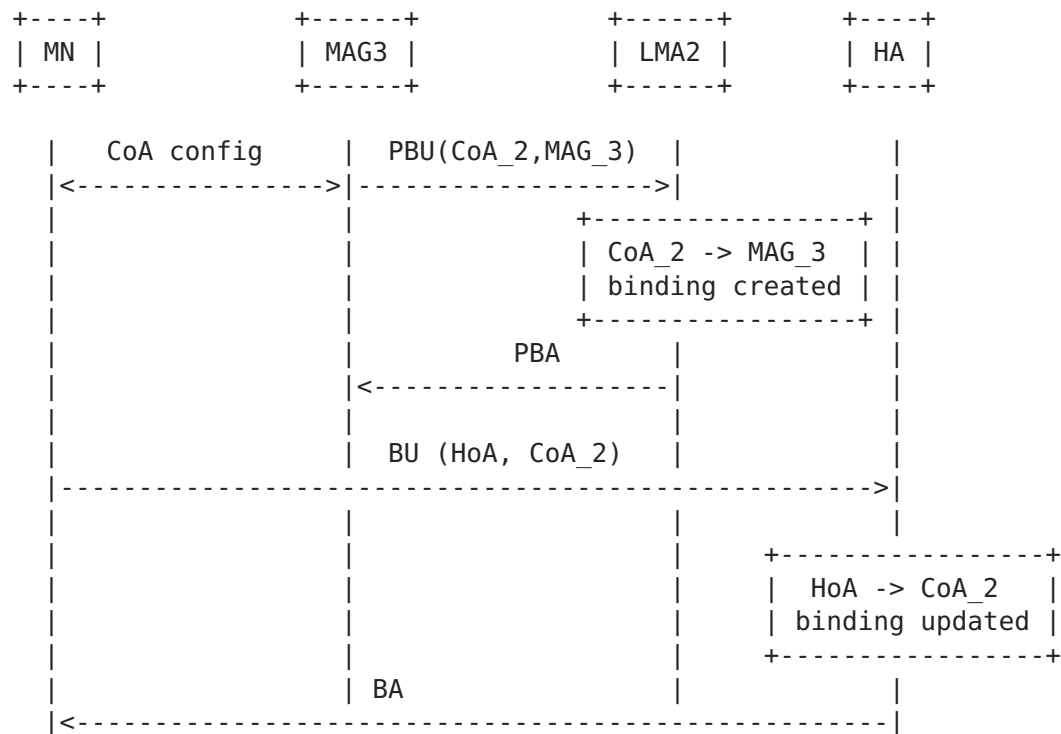 MN MAG3 LMA2 HA
CoA config PBU(CoA_2,MAG_3)
CoA_2 -> MAG_3
binding created
PBA
BU (HoA, CoA_2)
HoA -> CoA_2
binding updated
BA